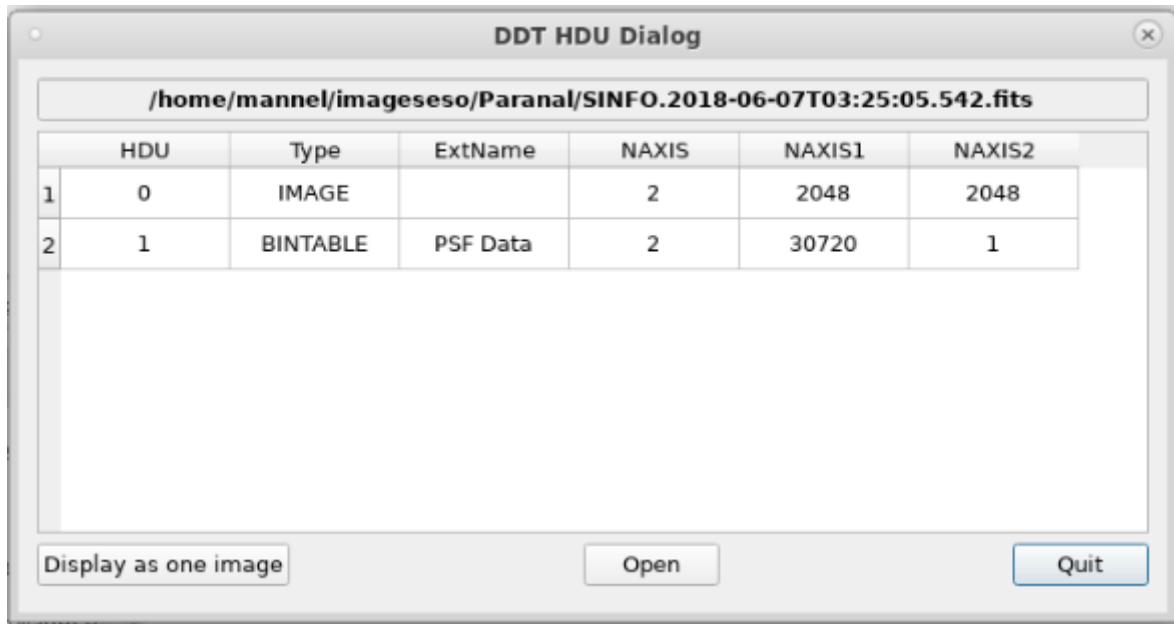 DDT HDU Dialog
/home/mannel/imageseso/Paranal/SINFO.2018-06-07T03:25:05.542.fits
HDU Type ExtName NAXIS NAXIS1 NAXIS2
1 0 IMAGE 2 2048 2048
2 1 BINTABLE PSF Data 2 30720 1
Display as one image Open Quit